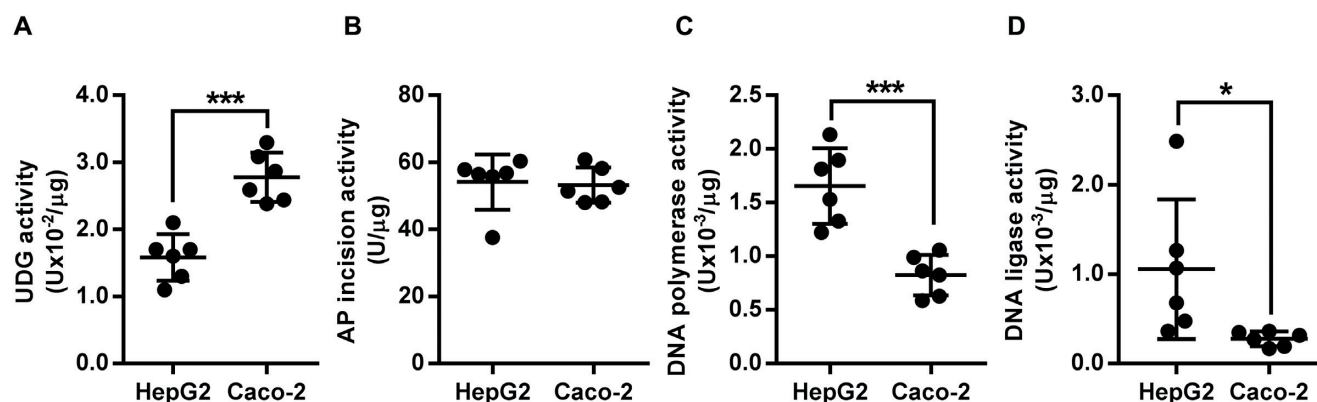 A
UDG activity
(Ux10⁻²/µg)
4.0
3.0
2.0
1.0
0.0
***
HepG2 Caco-2
B
AP incision activity
(U/µg)
80
60
40
20
0
HepG2 Caco-2
C
DNA polymerase activity
(Ux10⁻³/µg)
2.5
2.0
1.5
1.0
0.5
0.0
***
HepG2 Caco-2
D
DNA ligase activity
(Ux10⁻³/µg)
3.0
2.0
1.0
0.0
*
HepG2 Caco-2